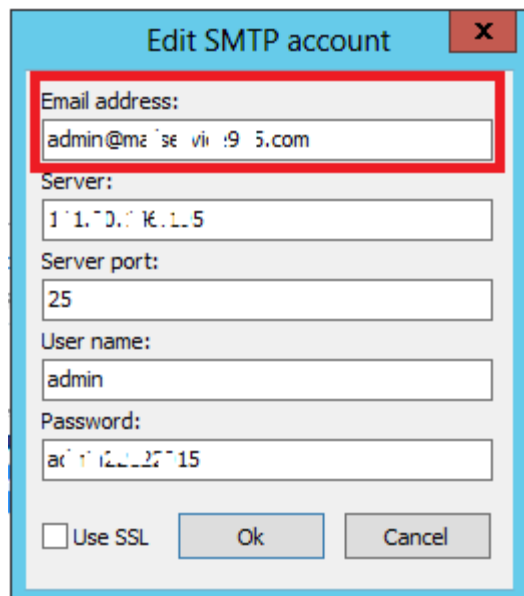 Edit SMTP account
x
Email address:
Server:
Server port:
25
User name:
admin
Password:
Use SSL
Ok
Cancel